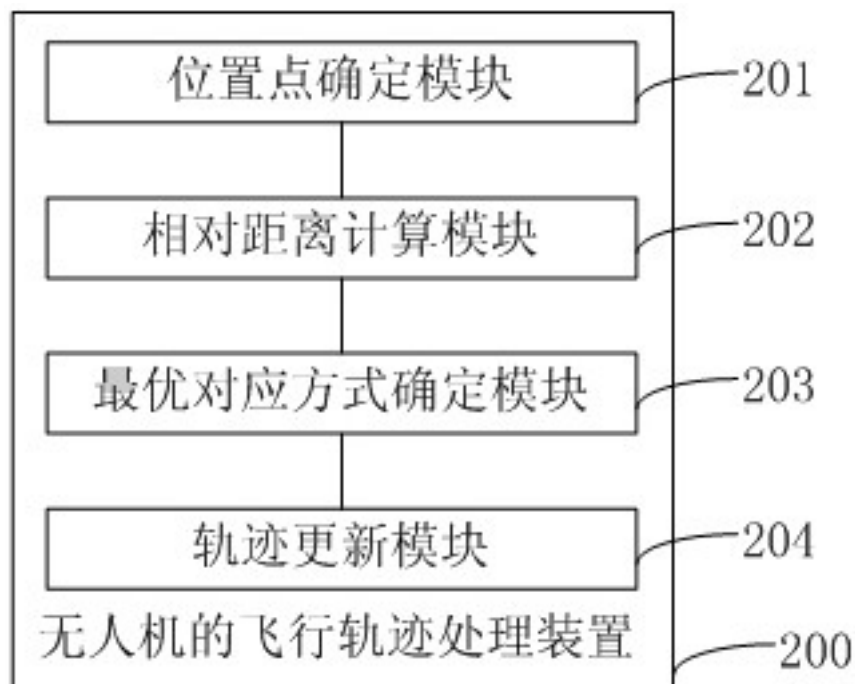 位置点确定模块 201
相对距离计算模块 202
最优对应方式确定模块 203
轨迹更新模块 204
无人机的飞行轨迹处理装置 200